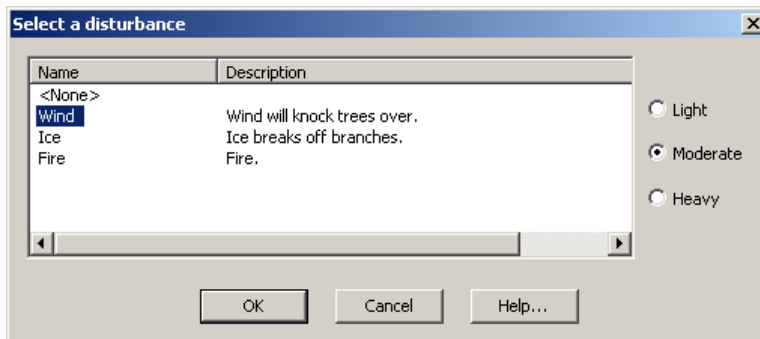 Select a disturbance
Name Description
<None>
Wind Wind will knock trees over.
Ice Ice breaks off branches.
Fire Fire.
Light
Moderate
Heavy
OK Cancel Help...